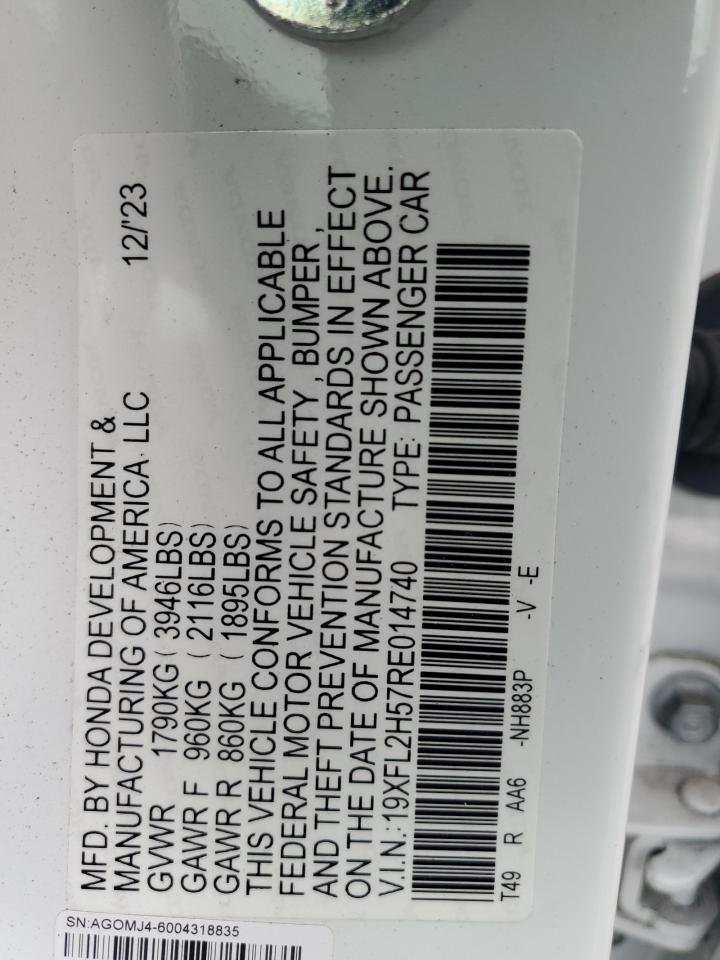 MFD. BY HONDA DEVELOPMENT &
MANUFACTURING OF AMERICA, LLC 12/'23
GVWR 1790KG ( 3946LBS)
GAWR F 960KG ( 2116LBS)
GAWR R 860KG ( 1895LBS)
THIS VEHICLE CONFORMS TO ALL APPLICABLE
FEDERAL MOTOR VEHICLE SAFETY , BUMPER ,
AND THEFT PREVENTION STANDARDS IN EFFECT
ON THE DATE OF MANUFACTURE SHOWN ABOVE.
V.I.N.:19XFL2H57RE014740 TYPE: PASSENGER CAR
T49 R AA6 -NH883P -V -E
SN:AGOMJ4-6004318835